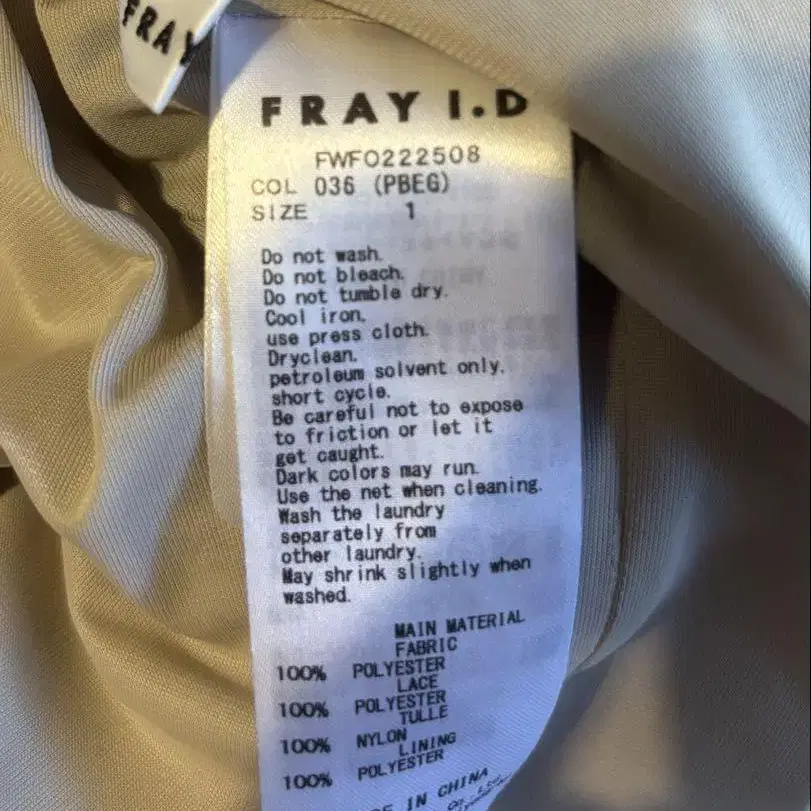 FRAY
FRAY I.D
FWFO222508
COL 036 (PBEG)
SIZE 1
Do not wash.
Do not bleach.
Do not tumble dry.
Cool iron.
use press cloth.
Dryclean.
petroleum solvent only.
short cycle.
Be careful not to expose
to friction or let it
get caught.
Dark colors may run.
Use the net when cleaning.
Wash the laundry
separately from
other laundry.
May shrink slightly when
washed.
MAIN MATERIAL
FABRIC
100% POLYESTER
LACE
100% POLYESTER
TULLE
100% NYLON
LINING
100% POLYESTER
IN CHINA